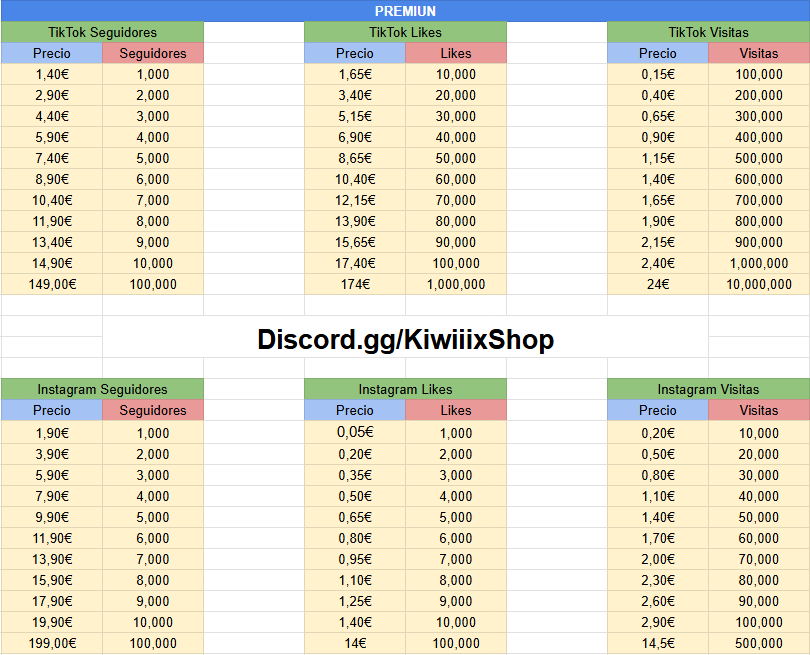 PREMIUN
TikTok Seguidores TikTok Likes TikTok Visitas
Precio Seguidores Precio Likes Precio Visitas
1,40€ 1,000 1,65€ 10,000 0,15€ 100,000
2,90€ 2,000 3,40€ 20,000 0,40€ 200,000
4,40€ 3,000 5,15€ 30,000 0,65€ 300,000
5,90€ 4,000 6,90€ 40,000 0,90€ 400,000
7,40€ 5,000 8,65€ 50,000 1,15€ 500,000
8,90€ 6,000 10,40€ 60,000 1,40€ 600,000
10,40€ 7,000 12,15€ 70,000 1,65€ 700,000
11,90€ 8,000 13,90€ 80,000 1,90€ 800,000
13,40€ 9,000 15,65€ 90,000 2,15€ 900,000
14,90€ 10,000 17,40€ 100,000 2,40€ 1,000,000
149,00€ 100,000 174€ 1,000,000 24€ 10,000,000
Discord.gg/KiwiiixShop
Instagram Seguidores Instagram Likes Instagram Visitas
Precio Seguidores Precio Likes Precio Visitas
1,90€ 1,000 0,05€ 1,000 0,20€ 10,000
3,90€ 2,000 0,20€ 2,000 0,50€ 20,000
5,90€ 3,000 0,35€ 3,000 0,80€ 30,000
7,90€ 4,000 0,50€ 4,000 1,10€ 40,000
9,90€ 5,000 0,65€ 5,000 1,40€ 50,000
11,90€ 6,000 0,80€ 6,000 1,70€ 60,000
13,90€ 7,000 0,95€ 7,000 2,00€ 70,000
15,90€ 8,000 1,10€ 8,000 2,30€ 80,000
17,90€ 9,000 1,25€ 9,000 2,60€ 90,000
19,90€ 10,000 1,40€ 10,000 2,90€ 100,000
199,00€ 100,000 14€ 100,000 14,5€ 500,000